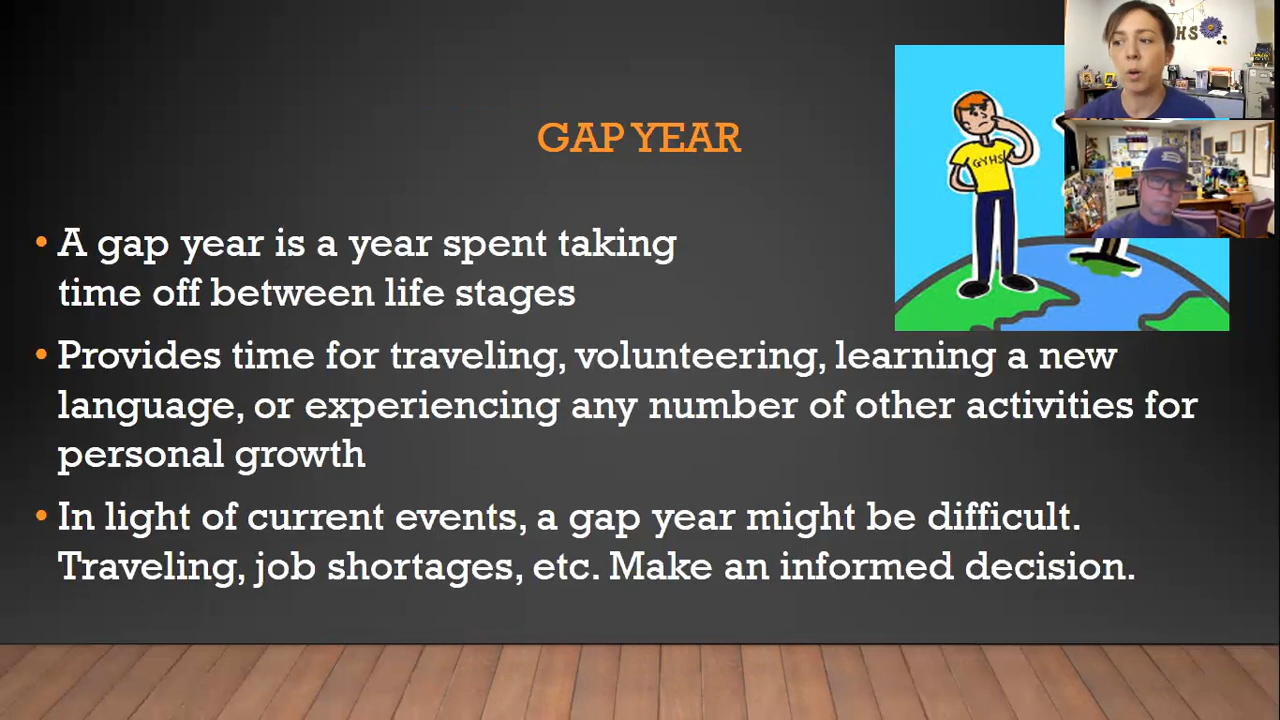 GAP YEAR
• A gap year is a year spent taking
time off between life stages
• Provides time for traveling, volunteering, learning a new
language, or experiencing any number of other activities for
personal growth
• In light of current events, a gap year might be difficult.
Traveling, job shortages, etc. Make an informed decision.
GYHS
HS